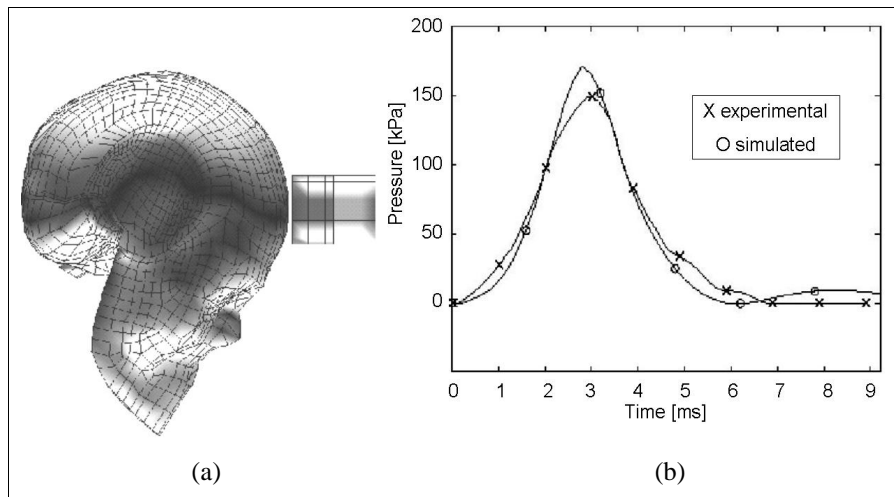 200
150
100
50
0
Pressure [kPa]
X experimental
O simulated
0 1 2 3 4 5 6 7 8 9
Time [ms]
(a)
(b)